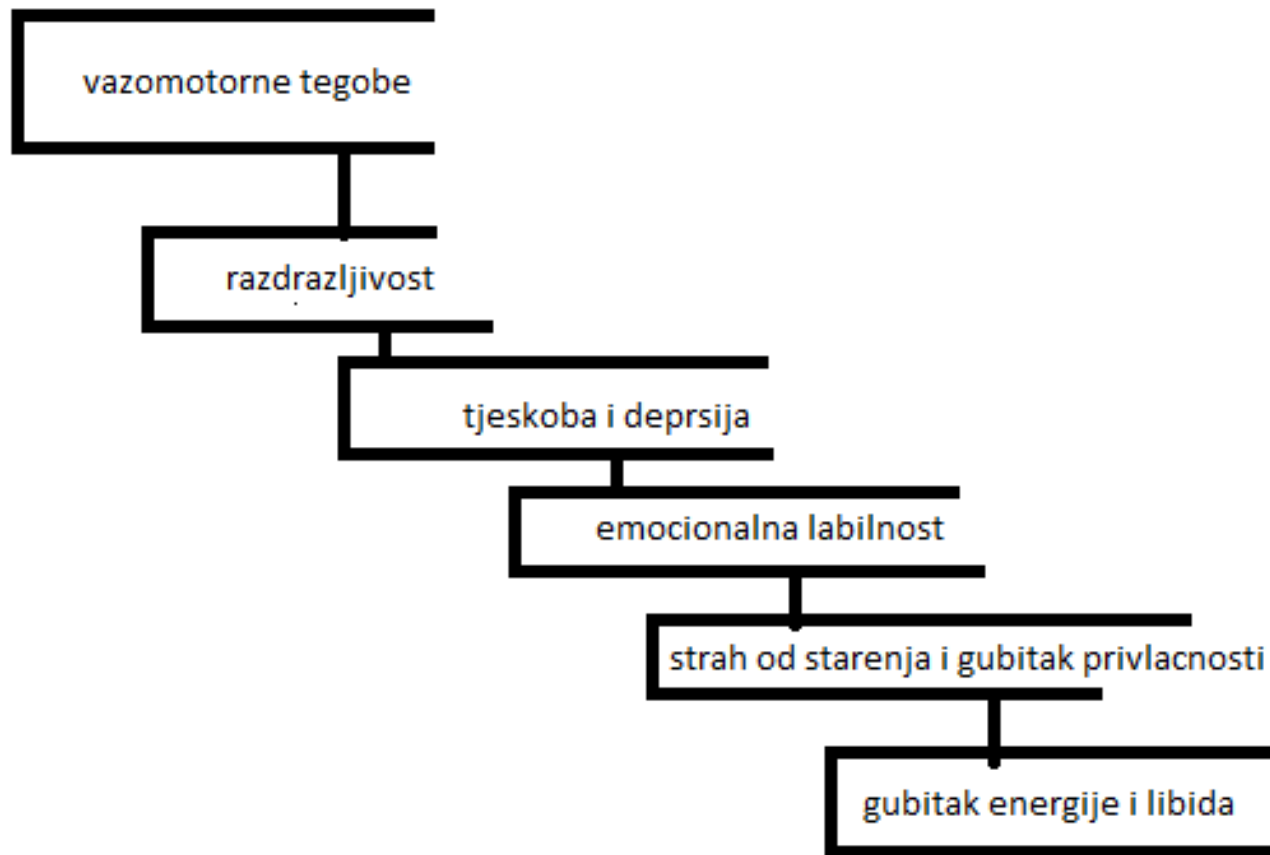 vazomotorne tegobe
razdrazljivost
tjeskoba i deprsija
emocionalna labilnost
strah od starenja i gubitak privlacnosti
gubitak energije i libida